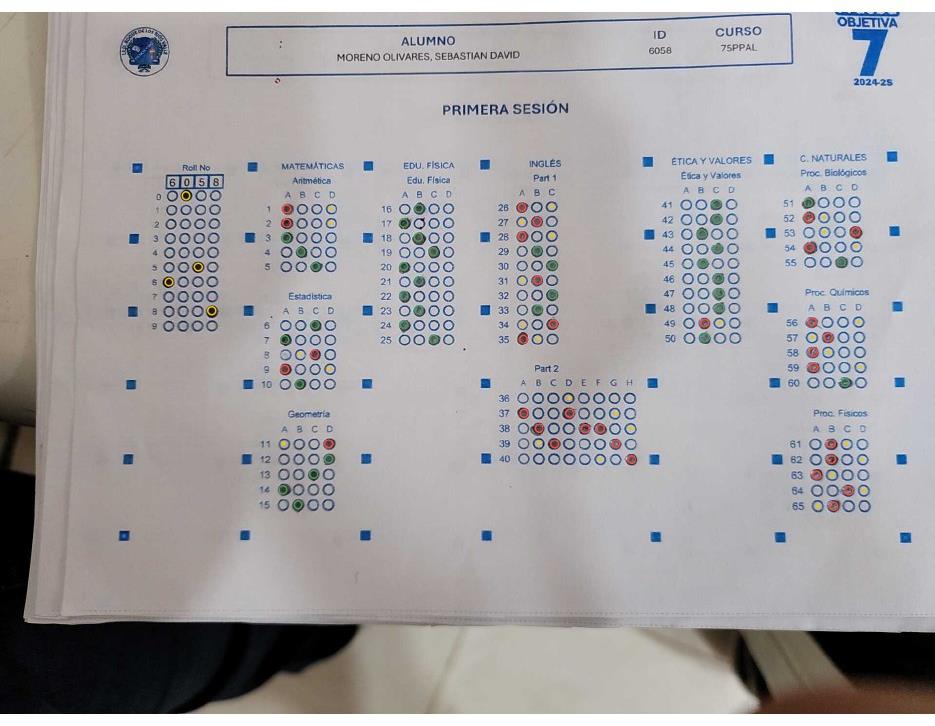 OBJETIVA
7
2024-2S
ALUMNO
MORENO OLIVARES, SEBASTIAN DAVID
ID
6058
CURSO
75PPAL
PRIMERA SESIÓN
Roll No
6 0 5 8
0
1
2
3
4
5
6
7
8
9
MATEMÁTICAS
Aritmética
A B C D
1
2
3
4
5
Estadística
A B C D
6
7
8
9
10
Geometría
A B C D
11
12
13
14
15
EDU. FÍSICA
Edu. Física
A B C D
16
17
18
19
20
21
22
23
24
25
INGLÉS
Part 1
A B C
26
27
28
29
30
31
32
33
34
35
Part 2
A B C D E F G H
36
37
38
39
40
ÉTICA Y VALORES
Ética y Valores
A B C D
41
42
43
44
45
46
47
48
49
50
C. NATURALES
Proc. Biológicos
A B C D
51
52
53
54
55
Proc. Químicos
A B C D
56
57
58
59
60
Proc. Físicos
A B C D
61
62
63
64
65